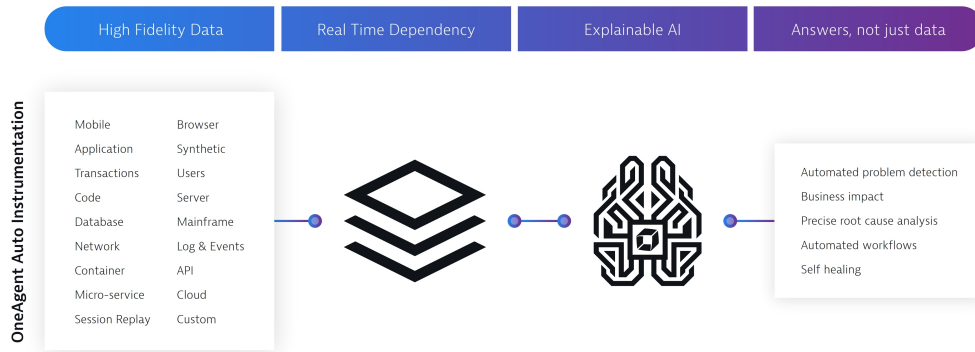 High Fidelity Data
Real Time Dependency
Explainable AI
Answers, not just data
OneAgent Auto Instrumentation
Mobile
Application
Transactions
Code
Database
Network
Container
Micro-service
Session Replay
Browser
Synthetic
Users
Server
Mainframe
Log & Events
API
Cloud
Custom
Automated problem detection
Business impact
Precise root cause analysis
Automated workflows
Self healing